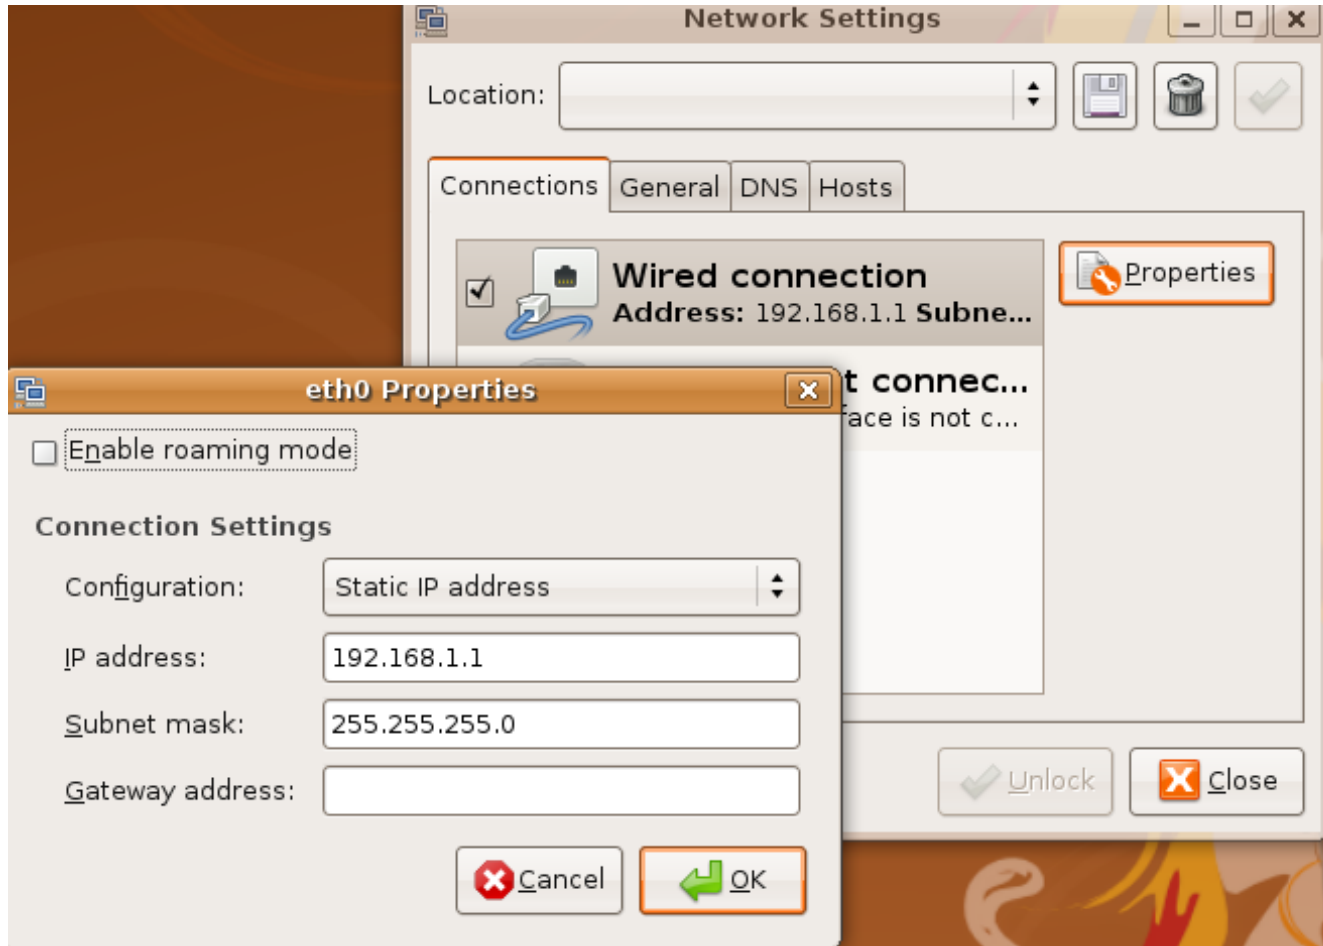 Network Settings
Location:
Connections General DNS Hosts
Wired connection
Address: 192.168.1.1 Subne...
Properties
t connec...
face is not c...
Unlock
Close
eth0 Properties
Enable roaming mode
Connection Settings
Configuration: Static IP address
IP address: 192.168.1.1
Subnet mask: 255.255.255.0
Gateway address:
Cancel OK